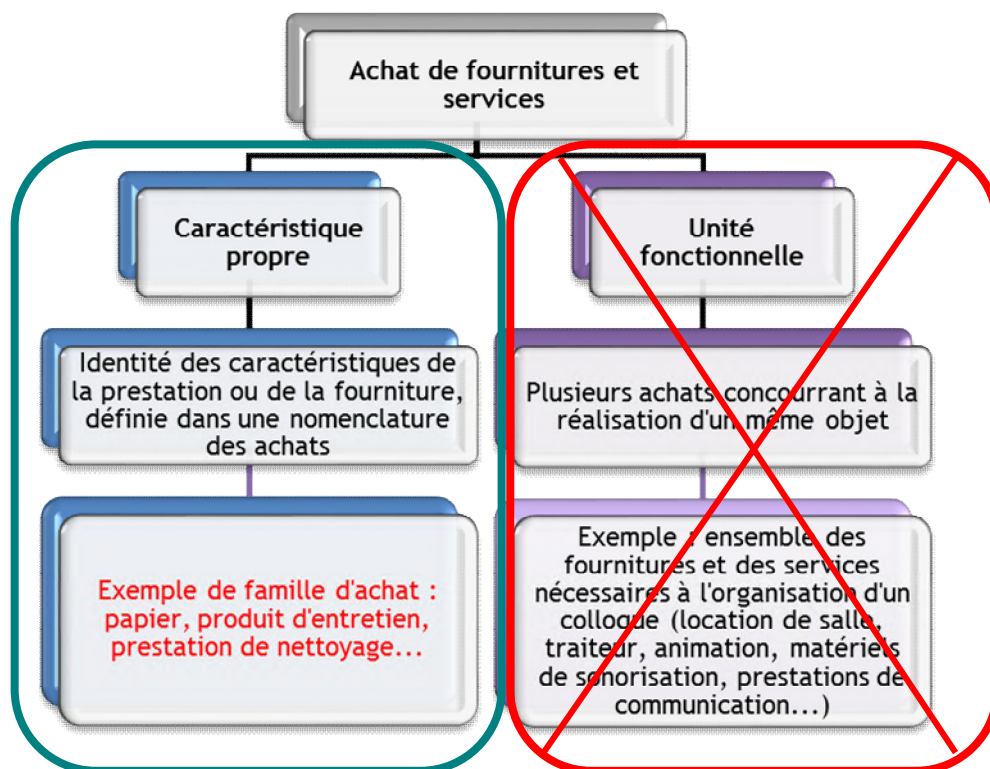 Achat de fournitures et
services
Caractéristique
propre
Identité des caractéristiques de
la prestation ou de la fourniture,
définie dans une nomenclature
des achats
Exemple de famille d'achat :
papier, produit d'entretien,
prestation de nettoyage...
Unité
fonctionnelle
Plusieurs achats concourrant à la
réalisation d'un même objet
Exemple : ensemble des
fournitures et des services
nécessaires à l'organisation d'un
colloque (location de salle,
traiteur, animation, matériels
de sonorisation, prestations de
communication...)